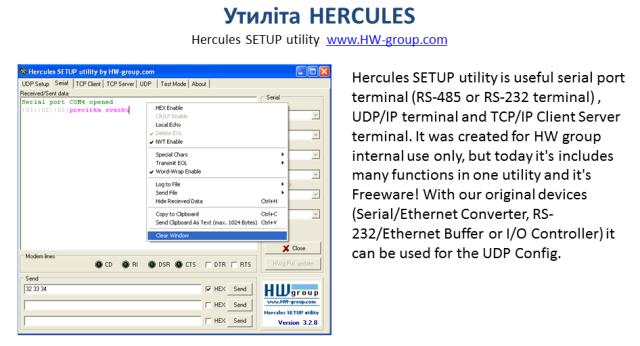 Утиліта HERCULES
Hercules SETUP utility www.HW-group.com
Hercules SETUP utility by HW-group.com
UDP Setup Serial TCP Client TCP Server UDP Test Mode About
Received/Sent data
Serial port COM4 opened
{01}{02}{03}previrka zvazku
Serial
HEX Enable
CR/LF Enable
Local Echo
Delete EOL
NVT Enable
Special Chars
Transmit EOL
Word-Wrap Enable
Log to File
Send File
Hide Recieved Data Ctrl+H
Copy to Clipboard Ctrl+C
Send Clipboard As Text (max. 1024 Bytes) Ctrl+V
Clear Window
Close
HWg FW update
Modem lines
CD RI DSR CTS DTR RTS
Send
32 33 34 HEX Send
HEX Send
HEX Send
HWgroup
www.HW-group.com
Hercules SETUP utility
Version 3.2.8
Hercules SETUP utility is useful serial port
terminal (RS-485 or RS-232 terminal) ,
UDP/IP terminal and TCP/IP Client Server
terminal. It was created for HW group
internal use only, but today it's includes
many functions in one utility and it's
Freeware! With our original devices
(Serial/Ethernet Converter, RS-
232/Ethernet Buffer or I/O Controller) it
can be used for the UDP Config.